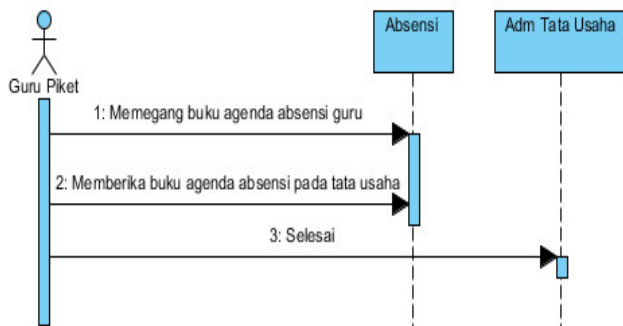 Absensi
Adm Tata Usaha
Guru Piket
1: Memegang buku agenda absensi guru
2: Memberika buku agenda absensi pada tata usaha
3: Selesai